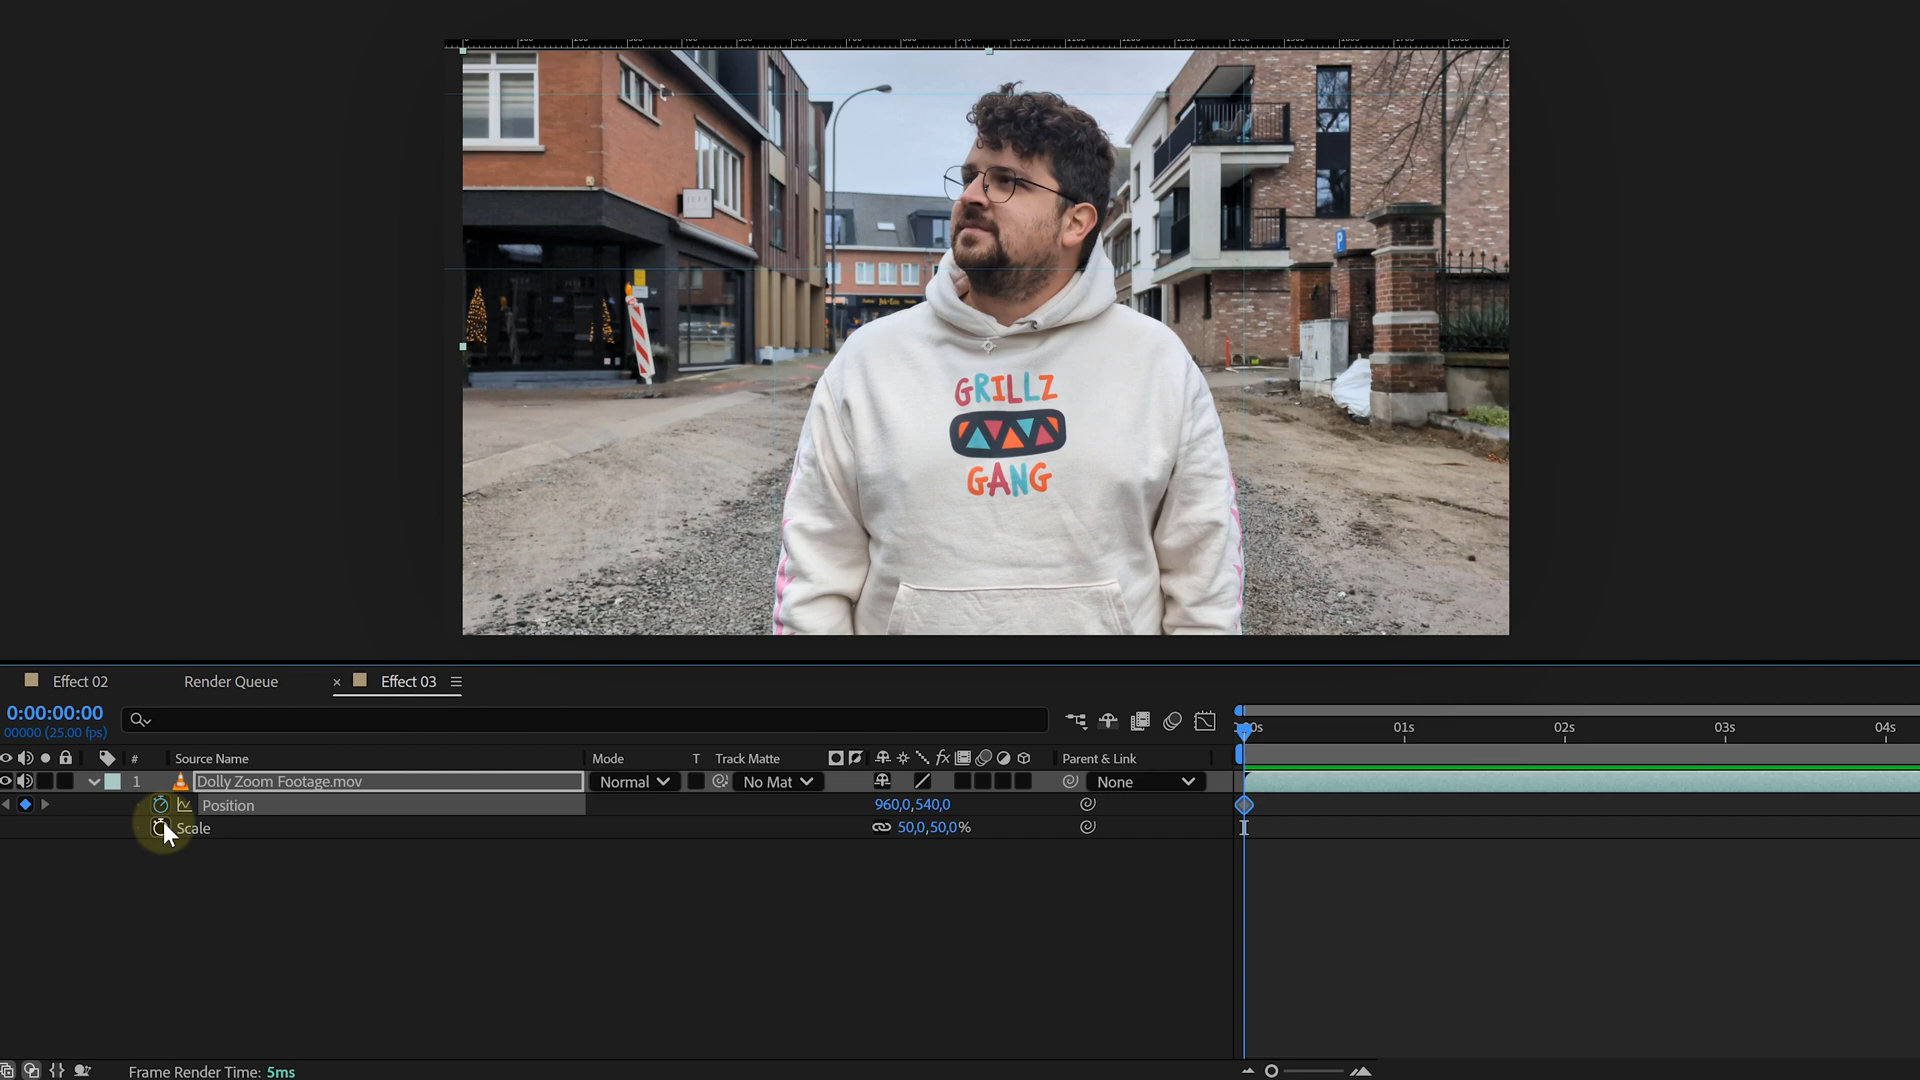 GRILLZ
GANG
P
Effect 02
Render Queue
× Effect 03
0:00:00:00
00000 (25.00 fps)
:00s 01s 02s 03s 04s
# Source Name Mode T Track Matte fx Parent & Link
1 Dolly Zoom Footage.mov Normal No Mat None
Position 960,0,540,0
Scale 50,0,50,0%
Frame Render Time: 5ms